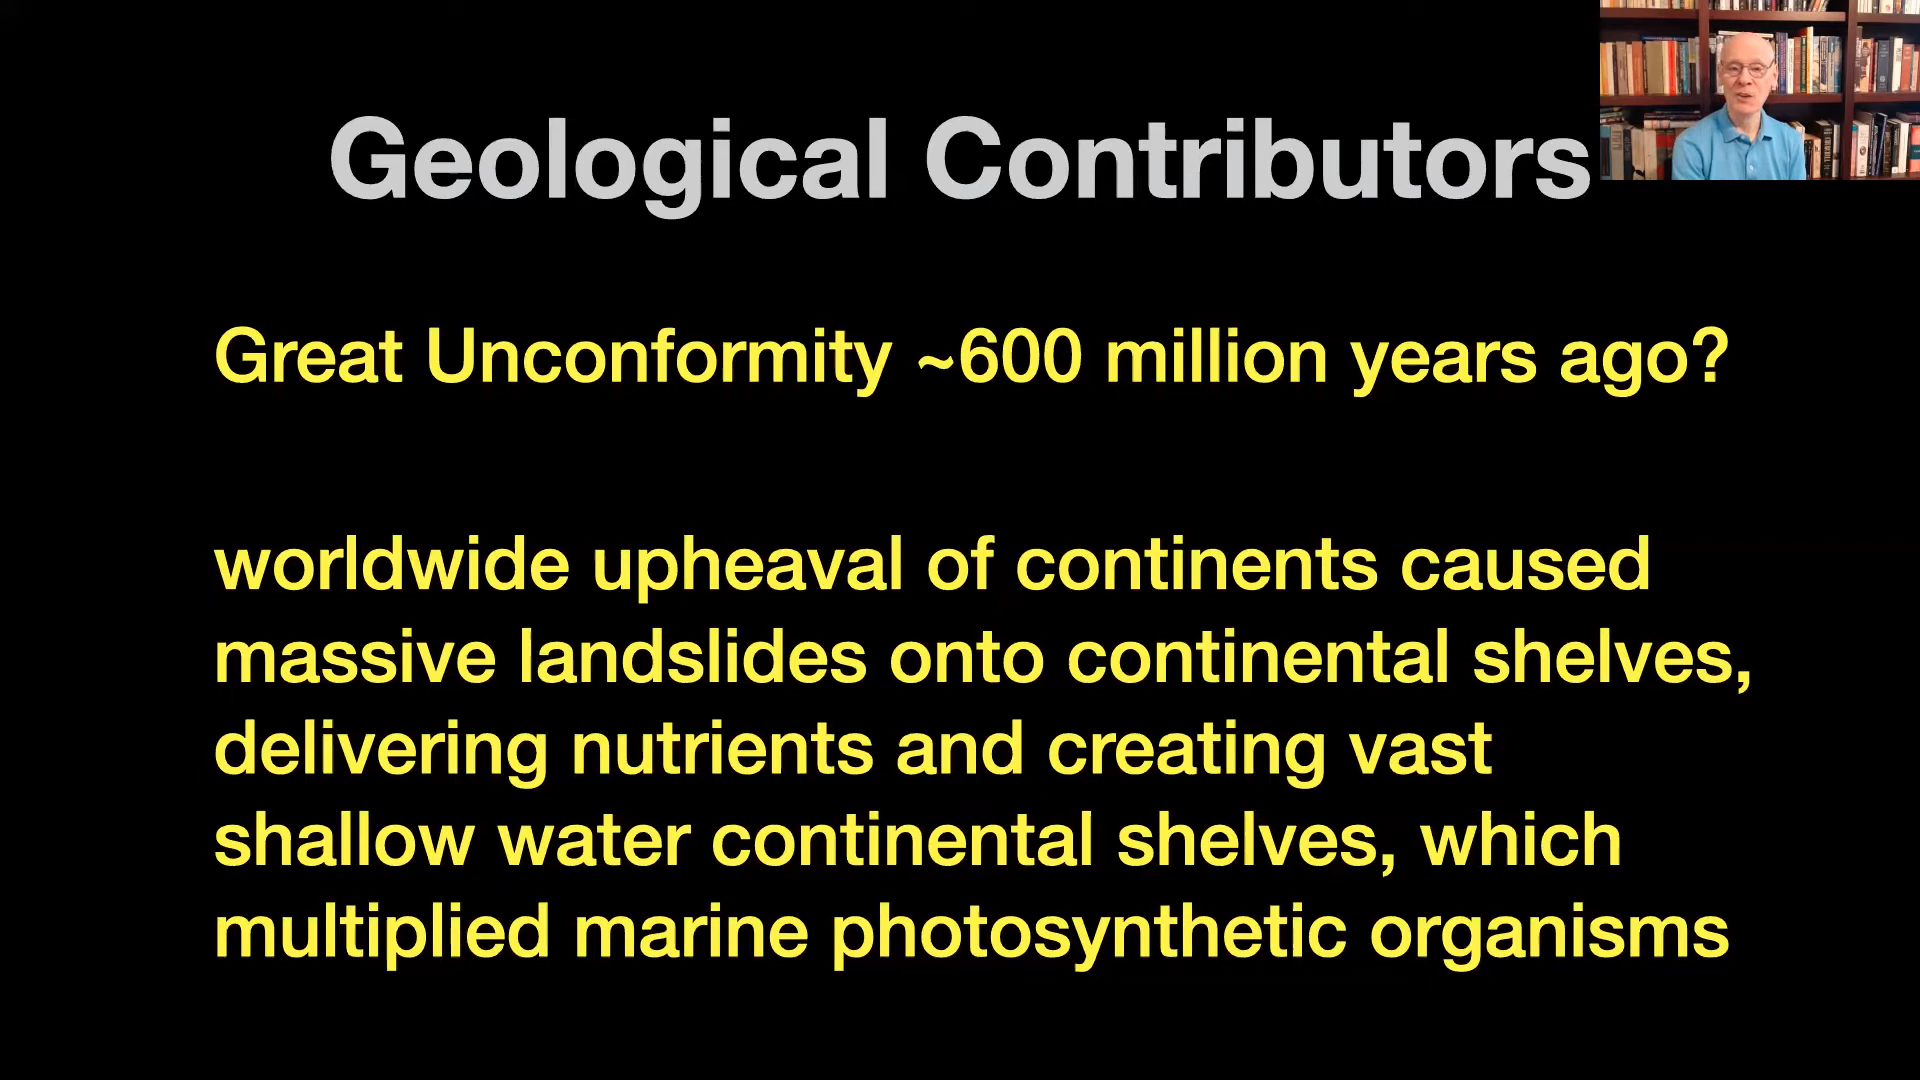 Geological Contributors
Great Unconformity ~600 million years ago?
worldwide upheaval of continents caused
massive landslides onto continental shelves,
delivering nutrients and creating vast
shallow water continental shelves, which
multiplied marine photosynthetic organisms